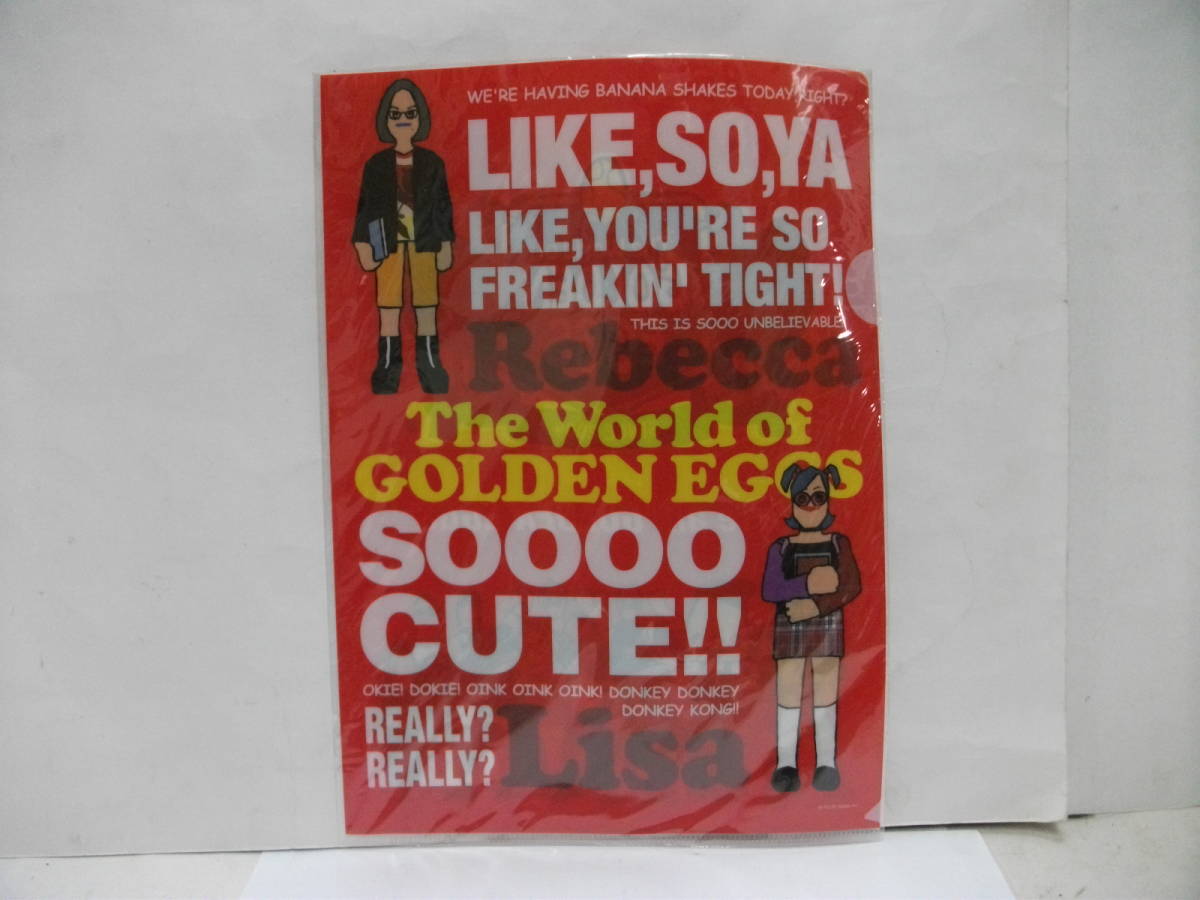 WE'RE HAVING BANANA SHAKES TODAY RIGHT?
LIKE,SO,YA
LIKE,YOU'RE SO
FREAKIN' TIGHT!
THIS IS SOOO UNBELIEVABLE
Rebecca
The World of
GOLDEN EGGS
SOOOO
CUTE!!
OKIE! DOKIE! OINK OINK OINK! DONKEY DONKEY
DONKEY KONG!!
REALLY?
REALLY?
Lisa